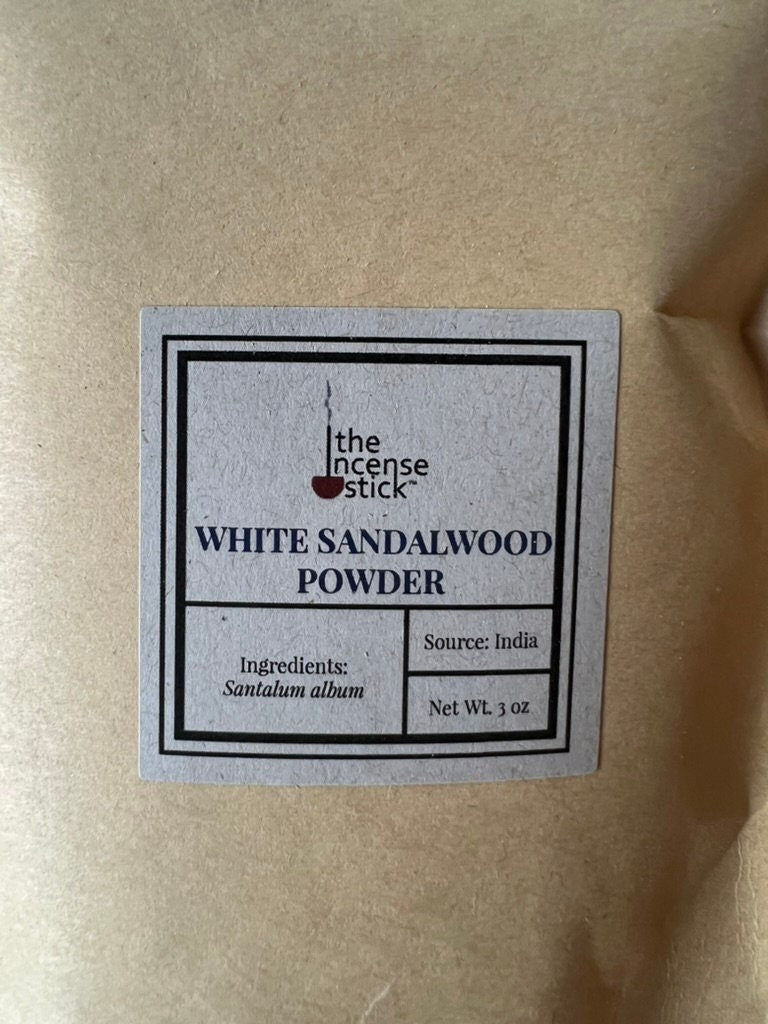 the
incense
stick™
WHITE SANDALWOOD
POWDER
Ingredients:
Santalum album
Source: India
Net Wt. 3 oz